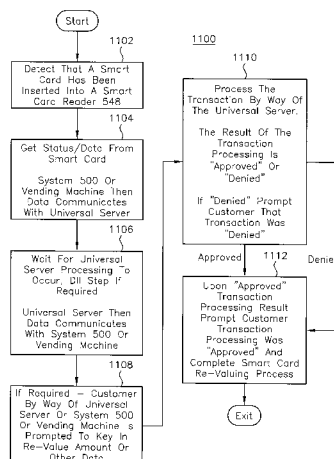 Start
1102
Detect That A Smart
Card Has Been
Inserted Into A Smart
Card Reader 548
1104
Get Status/Data From
Smart Card
System 500 Or
Vending Machine Then
Data Communicates
With Universal Server
1106
Wait For Universal
Server Processing To
Occur, Dll Step If
Required
Universal Server Then
Data Communicates
With System 500 Or
Vending Machine
1108
If Required – Customer
By Way Of Universal
Server Or System 500
Or Vending Machine is
Prompted To Key In
Re-Value Amount Or
Other Data
1100
1110
Process The
Transaction By Way Of
The Universal Server.
The Result Of The
Transaction
Processing Is
"Approved" Or
"Denied"
If "Denied" Prompt
Customer That
Transaction Was
"Denied"
Approved
Denie
1112
Upon "Approved"
Transaction
Processing Result
Prompt Customer
Transaction
Processing Was
"Approved" And
Complete Smart Card
Re-Valuing Process
Exit